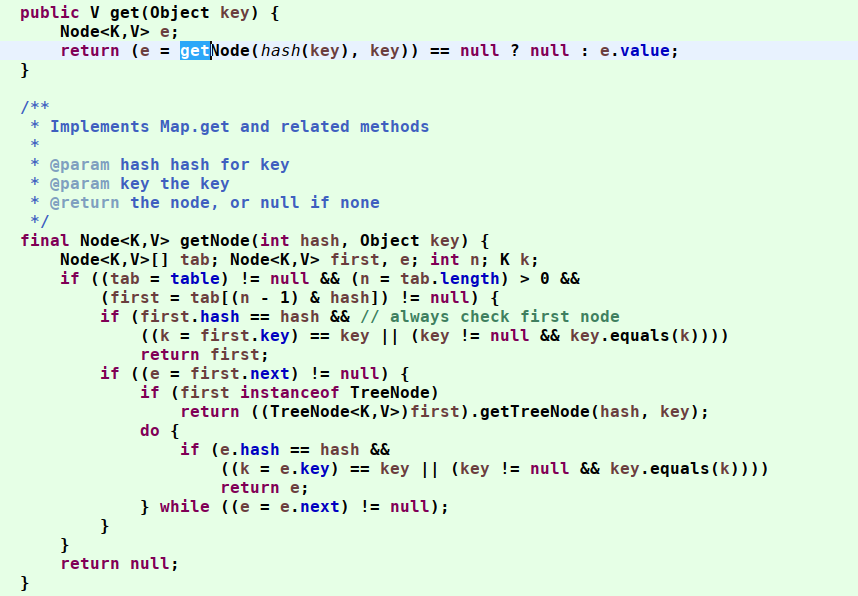 public V get(Object key) {
    Node<K,V> e;
    return (e = getNode(hash(key), key)) == null ? null : e.value;
}

/**
 * Implements Map.get and related methods
 *
 * @param hash hash for key
 * @param key the key
 * @return the node, or null if none
 */
final Node<K,V> getNode(int hash, Object key) {
    Node<K,V>[] tab; Node<K,V> first, e; int n; K k;
    if ((tab = table) != null && (n = tab.length) > 0 &&
        (first = tab[(n - 1) & hash]) != null) {
        if (first.hash == hash && // always check first node
            ((k = first.key) == key || (key != null && key.equals(k))))
            return first;
        if ((e = first.next) != null) {
            if (first instanceof TreeNode)
                return ((TreeNode<K,V>)first).getTreeNode(hash, key);
            do {
                if (e.hash == hash &&
                    ((k = e.key) == key || (key != null && key.equals(k))))
                    return e;
            } while ((e = e.next) != null);
        }
    }
    return null;
}